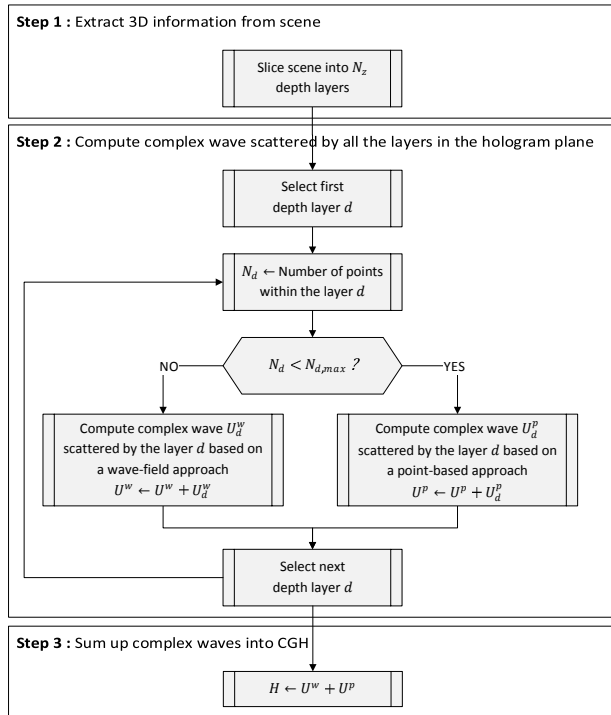 Step 1 : Extract 3D information from scene
Slice scene into N_z
depth layers
Step 2 : Compute complex wave scattered by all the layers in the hologram plane
Select first
depth layer d
N_d ← Number of points
within the layer d
N_d < N_{d,max} ?
NO
YES
Compute complex wave U_d^w
scattered by the layer d based on
a wave-field approach
U^w ← U^w + U_d^w
Compute complex wave U_d^p
scattered by the layer d based on
a point-based approach
U^p ← U^p + U_d^p
Select next
depth layer d
Step 3 : Sum up complex waves into CGH
H ← U^w + U^p